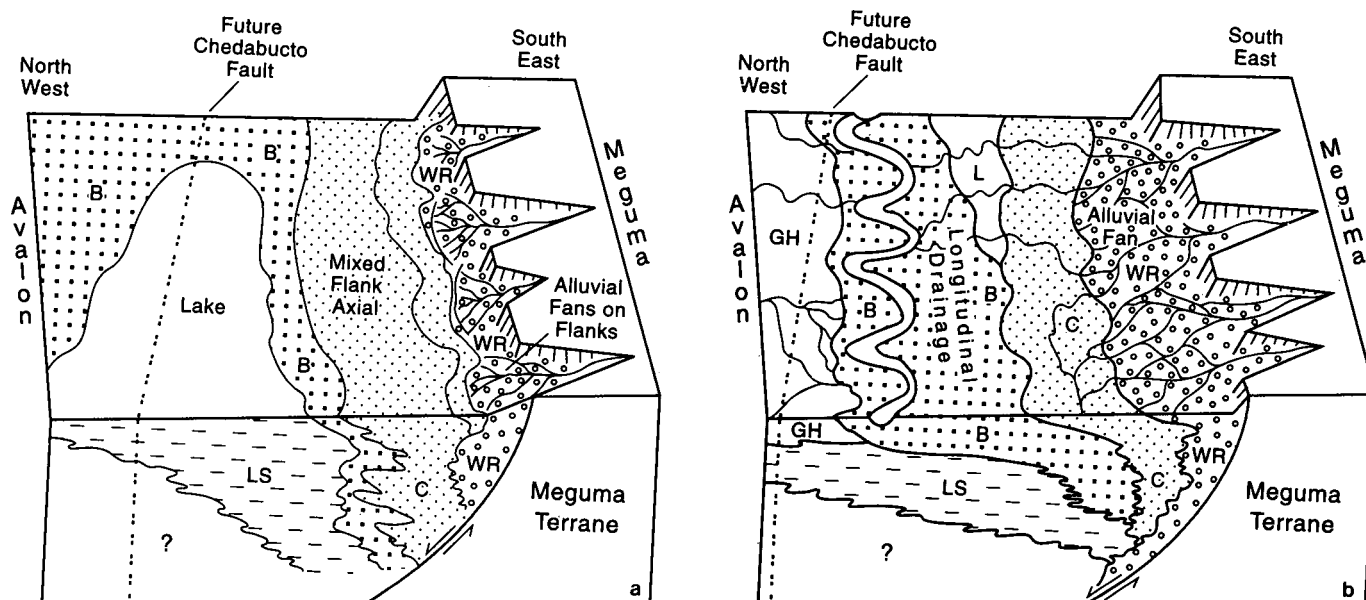 Future
Chedabucto
Fault
North
West
South
East
B
B
Avalon
Meguma
WR
Mixed
Flank
Axial
Lake
Alluvial
Fans on
Flanks
WR
B
LS
C
WR
Meguma
Terrane
?
a
Future
Chedabucto
Fault
North
West
South
East
Avalon
Meguma
L
GH
Alluvial
Fan
Longitudinal
Drainage
WR
B
B
C
GH
B
WR
LS
C
Meguma
Terrane
?
b